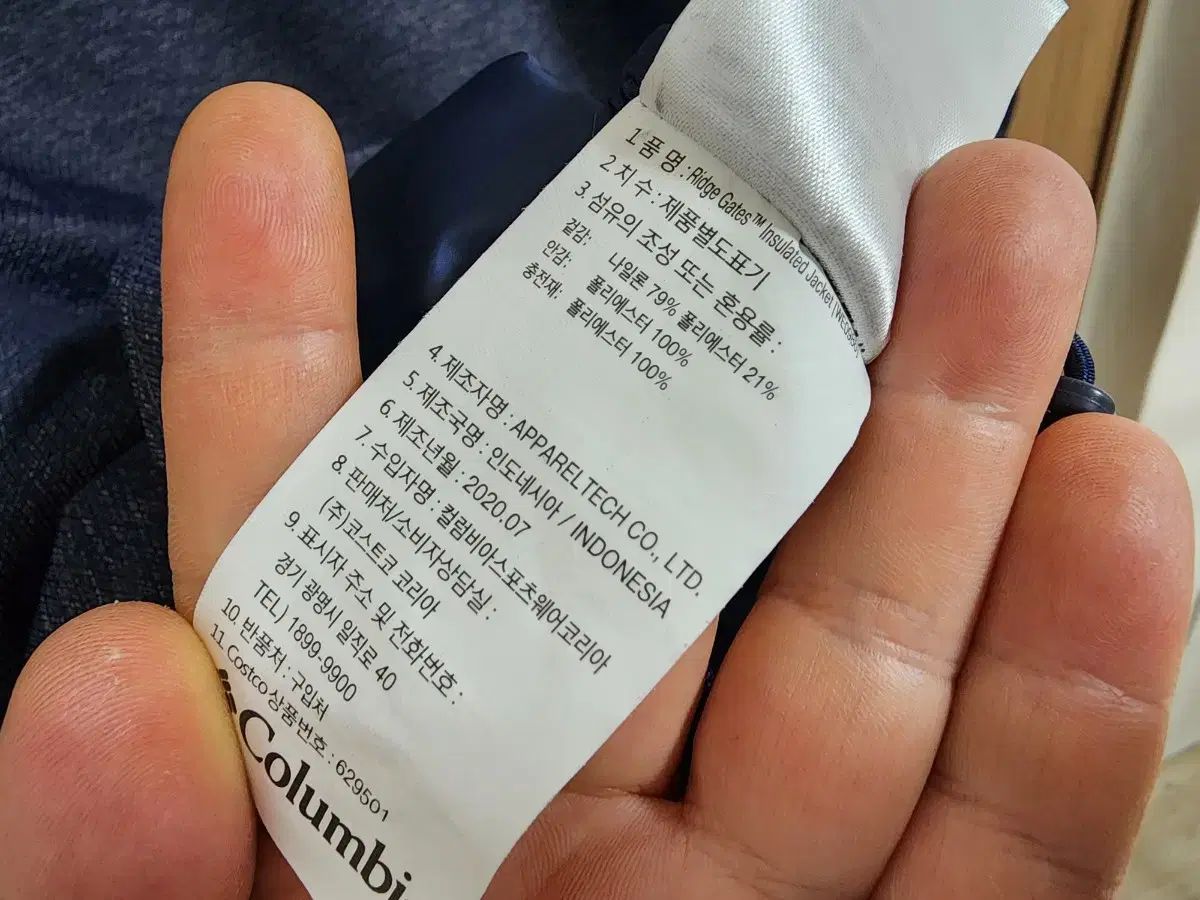 1.품 명 : Ridge Gates™ Insulated Jacket
2.치 수 : 제품별도표기
3.섬유의 조성 또는 혼용률 :
겉감: 나일론 79% 폴리에스터 21%
안감: 폴리에스터 100%
충전재: 폴리에스터 100%
4. 제조자명 : APPARELTECH CO., LTD.
5. 제조국명 : 인도네시아 / INDONESIA
6. 제조년월 : 2020.07
7. 수입자명 : 컬럼비아스포츠웨어코리아
8. 판매처/소비자상담실 :
(주)코스트코 코리아
9. 표시자 주소 및 전화번호 :
경기 광명시 일직로 40
TEL) 1899-9900
10. 반품처 : 구입처
11. Costco 상품번호 : 629501
Columbi